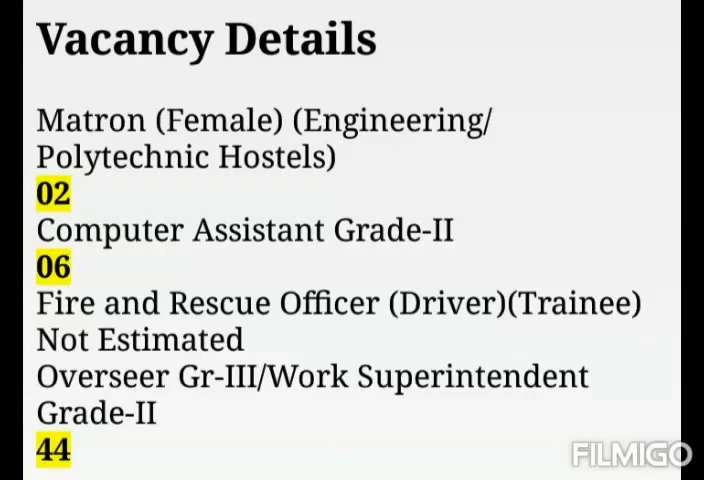 Vacancy Details
Matron (Female) (Engineering/
Polytechnic Hostels)
02
Computer Assistant Grade-II
06
Fire and Rescue Officer (Driver)(Trainee)
Not Estimated
Overseer Gr-III/Work Superintendent
Grade-II
44
FILMIGO